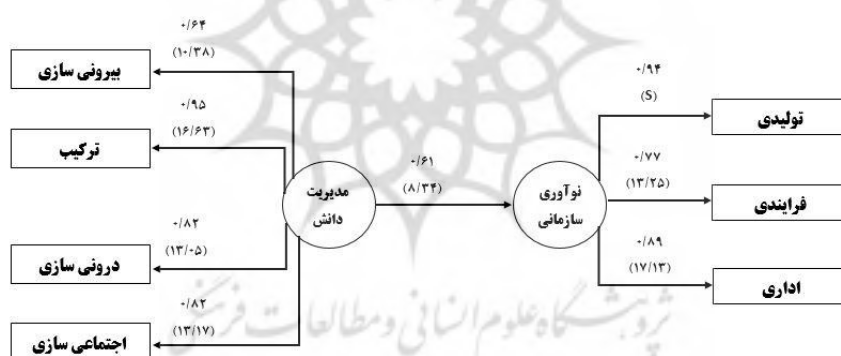 ۰/۶۴
(۱۰/۳۸)
بیرونی سازی
۰/۹۵
(۱۶/۶۳)
ترکیب
۰/۸۲
(۱۳/۰۵)
درونی سازی
۰/۸۲
(۱۳/۱۷)
اجتماعی سازی
مدیریت
دانش
۰/۶۱
(۸/۳۴)
نوآوری
سازمانی
۰/۹۴
(S)
تولیدی
۰/۷۷
(۱۳/۲۵)
فرایندی
۰/۸۹
(۱۷/۱۳)
اداری
پژوهشگاه علوم انسانی و مطالعات فرهنگی